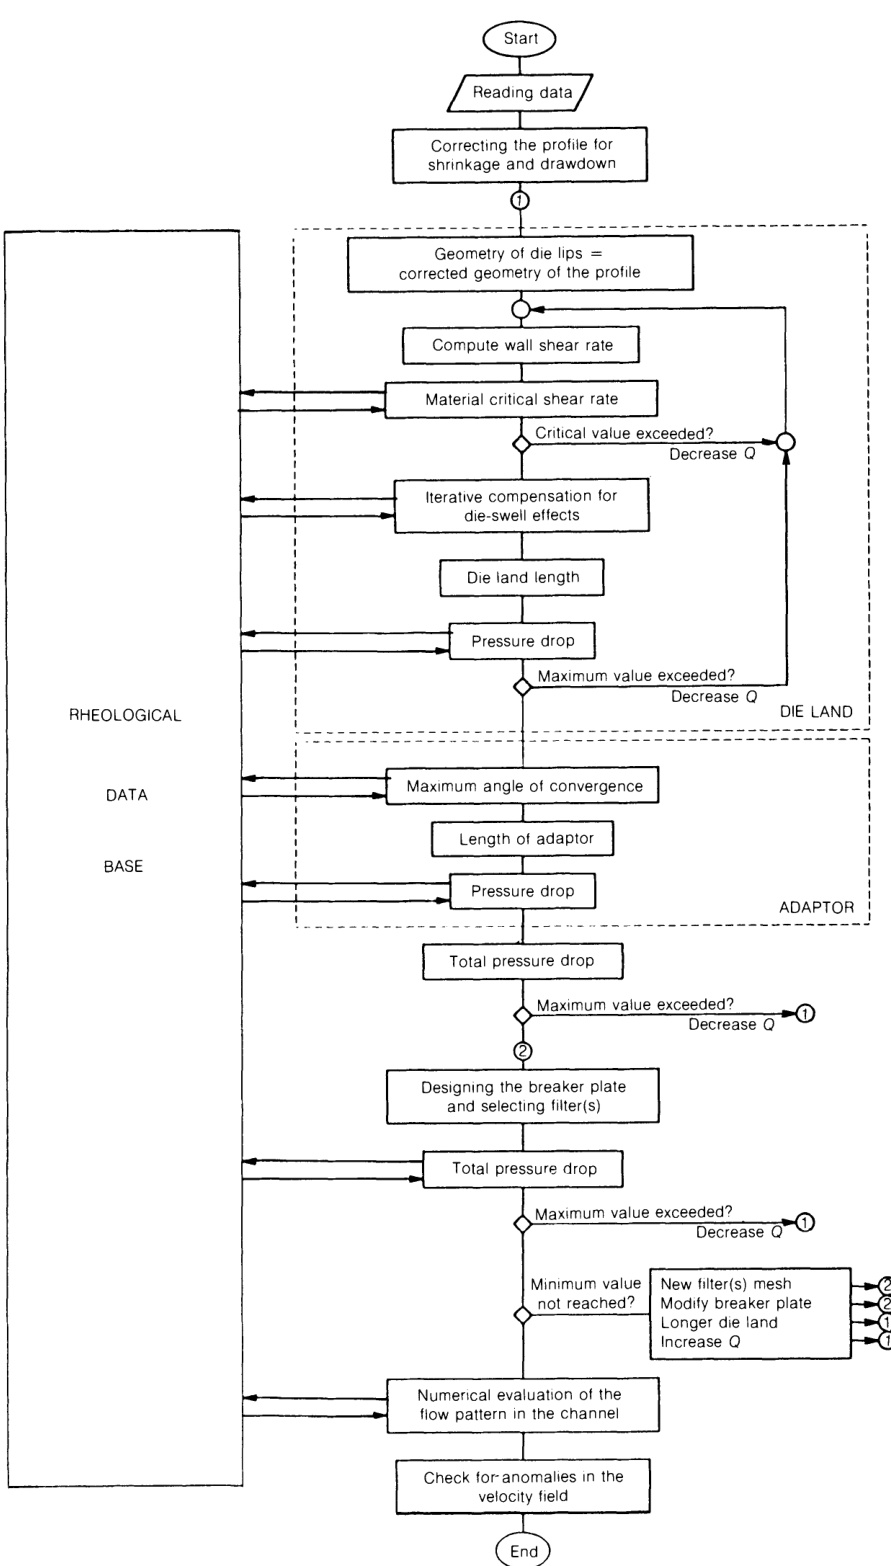 Start
Reading data
Correcting the profile for
shrinkage and drawdown
1
Geometry of die lips =
corrected geometry of the profile
Compute wall shear rate
Material critical shear rate
Critical value exceeded?
Decrease Q
Iterative compensation for
die-swell effects
Die land length
Pressure drop
Maximum value exceeded?
Decrease Q
DIE LAND
RHEOLOGICAL
DATA
BASE
Maximum angle of convergence
Length of adaptor
Pressure drop
ADAPTOR
Total pressure drop
Maximum value exceeded?
1
Decrease Q
2
Designing the breaker plate
and selecting filter(s)
Total pressure drop
Maximum value exceeded?
1
Decrease Q
Minimum value
not reached?
New filter(s) mesh 2
Modify breaker plate 2
Longer die land 1
Increase Q 1
Numerical evaluation of the
flow pattern in the channel
Check for anomalies in the
velocity field
End